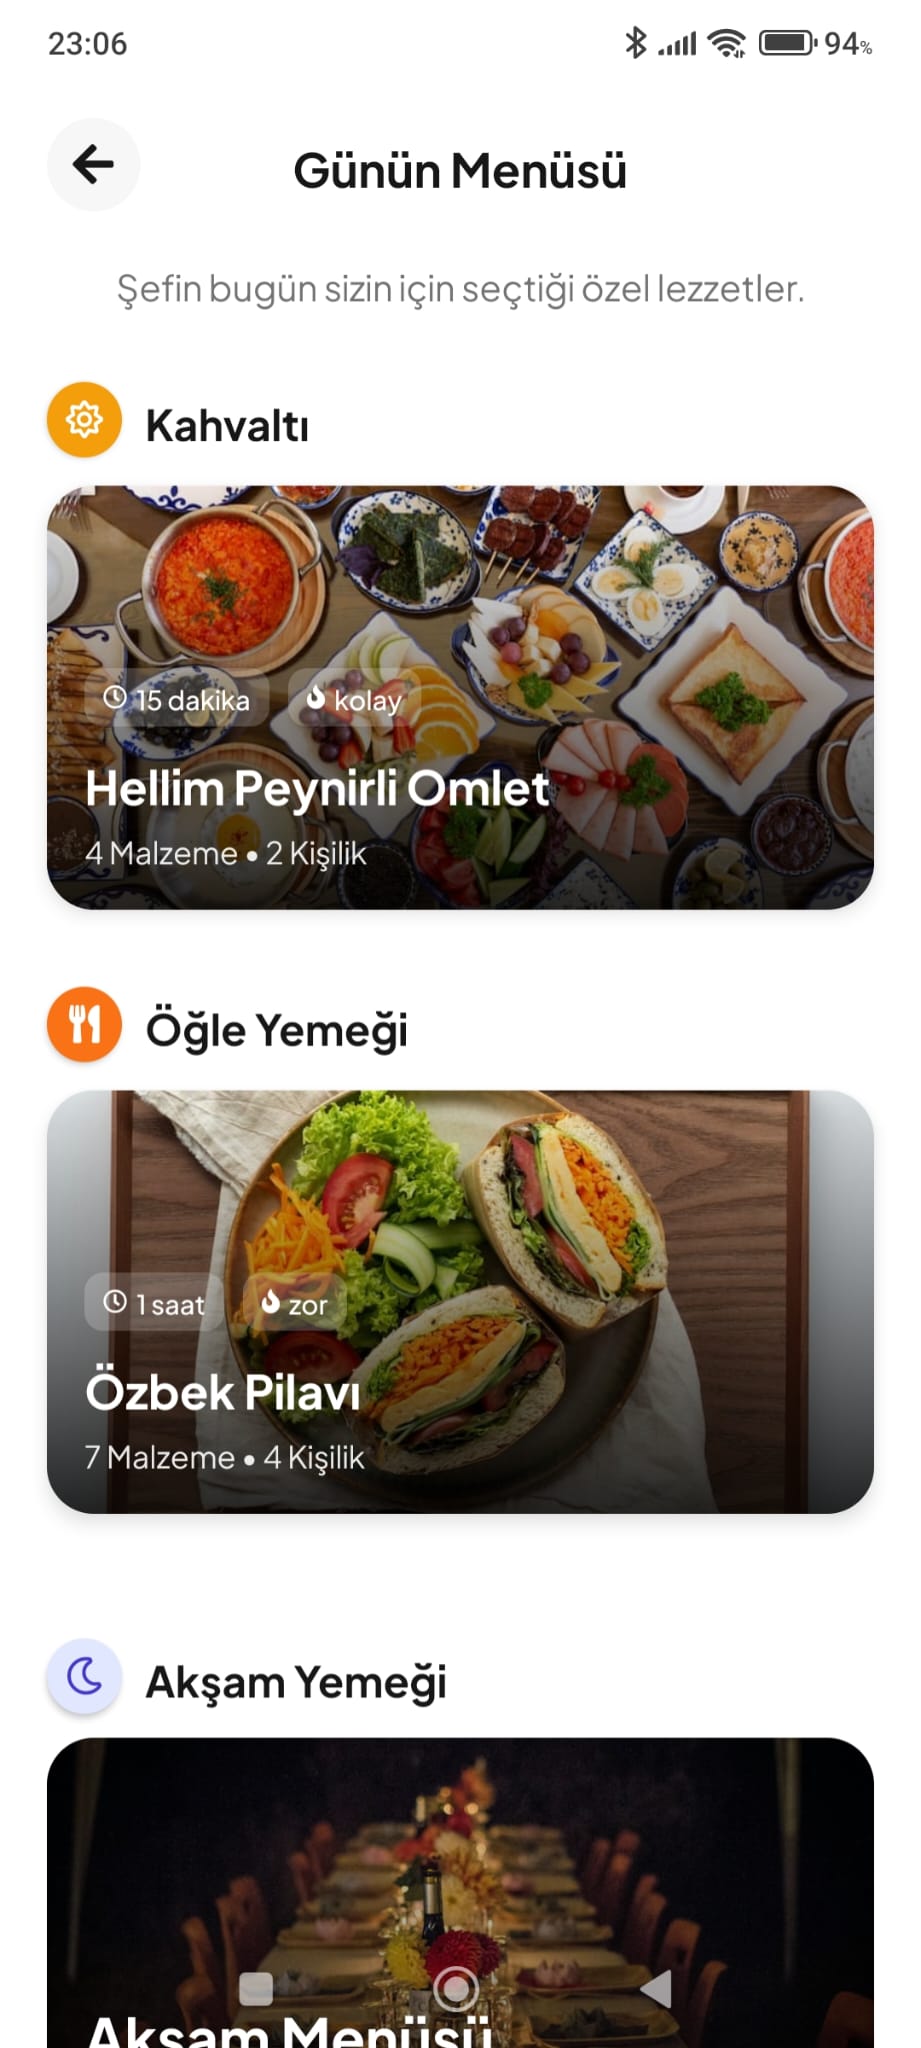 23:06
94%
Günün Menüsü
Şefin bugün sizin için seçtiği özel lezzetler.
Kahvaltı
15 dakika
kolay
Hellim Peynirli Omlet
4 Malzeme • 2 Kişilik
Öğle Yemeği
1 saat
zor
Özbek Pilavı
7 Malzeme • 4 Kişilik
Akşam Yemeği
Akşam Menüsü